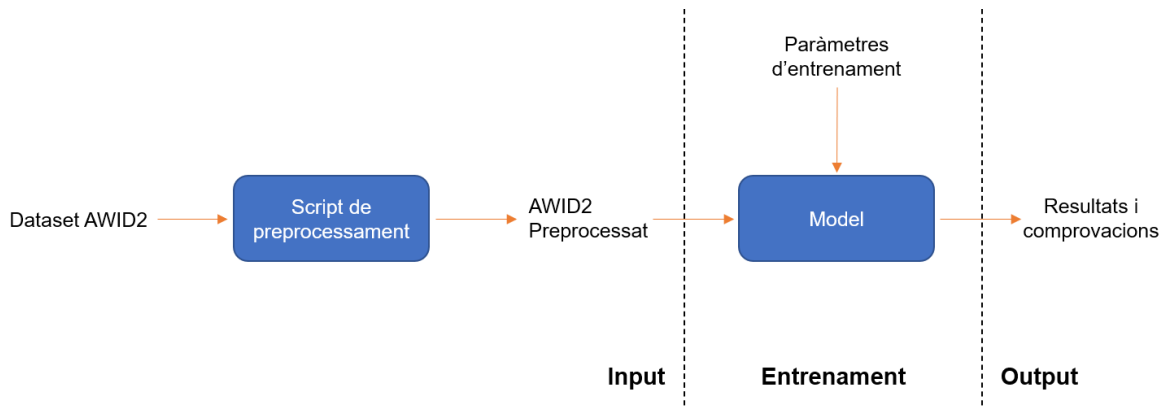 Paràmetres
d’entrenament
Dataset AWID2
Script de
preprocessament
AWID2
Preprocessat
Model
Resultats i
comprovacions
Input
Entrenament
Output